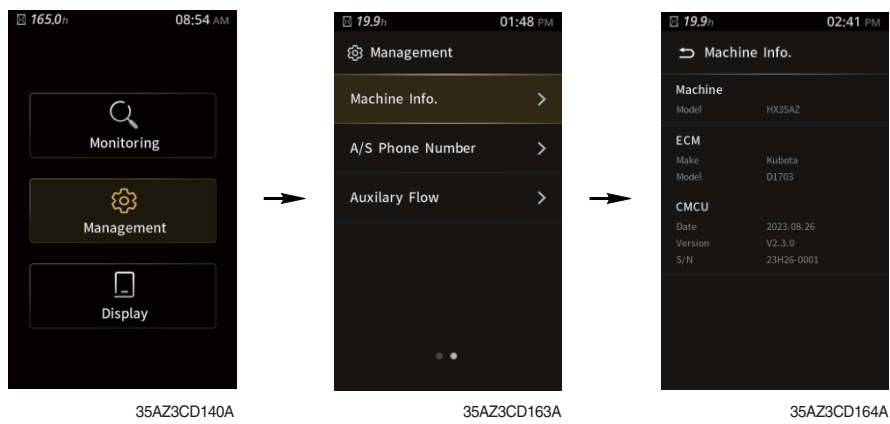 165.0h 08:54 AM
Monitoring
Management
Display
35AZ3CD140A
19.9h 01:48 PM
Management
Machine Info.
A/S Phone Number
Auxilary Flow
35AZ3CD163A
19.9h 02:41 PM
Machine Info.
Machine
Model HX35AZ
ECM
Make Kubota
Model D1703
CMCU
Date 2023.08.26
Version V2.3.0
S/N 23H26-0001
35AZ3CD164A